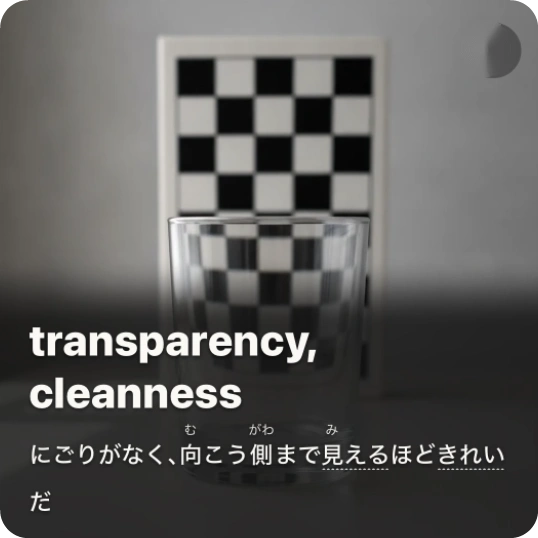 transparency,
cleanness
にごりがなく、向こう側まで見えるほどきれい
だ
む がわ み